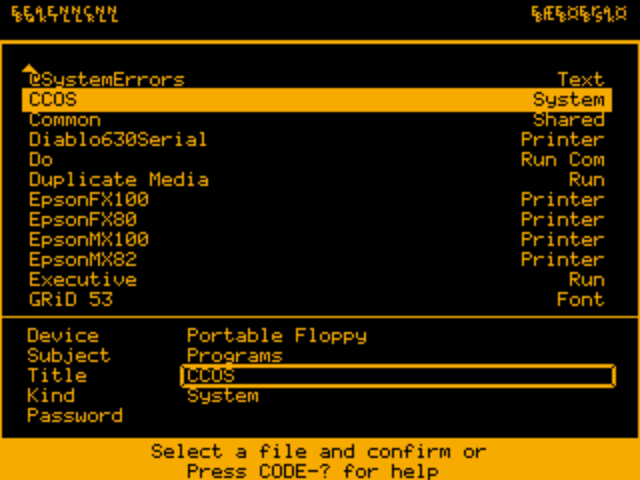 @SystemErrors Text
CCOS System
Common Shared
Diablo630Serial Printer
Do Run Com
Duplicate Media Run
EpsonFX100 Printer
EpsonFX80 Printer
EpsonMX100 Printer
EpsonMX82 Printer
Executive Run
GRiD 53 Font
Device Portable Floppy
Subject Programs
Title CCOS
Kind System
Password
Select a file and confirm or
Press CODE-? for help